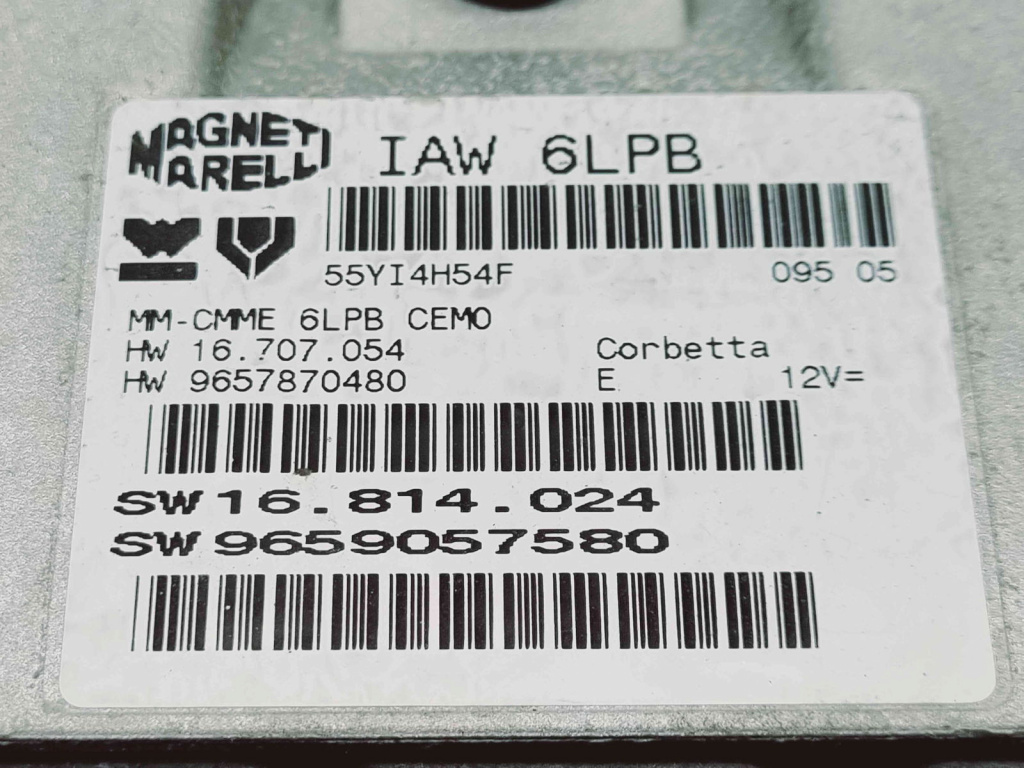 MAGNETI
MARELLI
IAW 6LPB
55YI4H54F 095 05
MM-CMME 6LPB CEMO
HW 16.707.054 Corbetta
HW 9657870480 E 12V=
SW 16.814.024
SW 9659057580